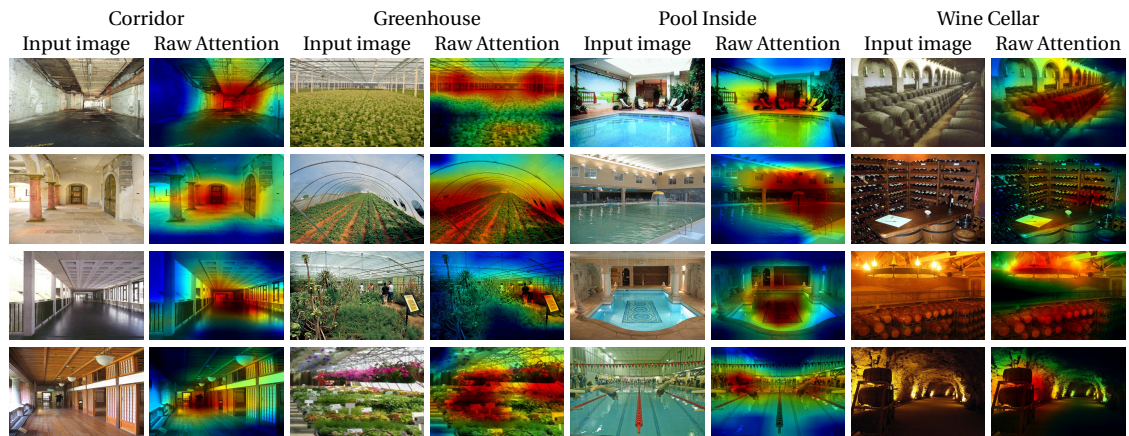 Corridor Greenhouse Pool Inside Wine Cellar
Input image Raw Attention Input image Raw Attention Input image Raw Attention Input image Raw Attention